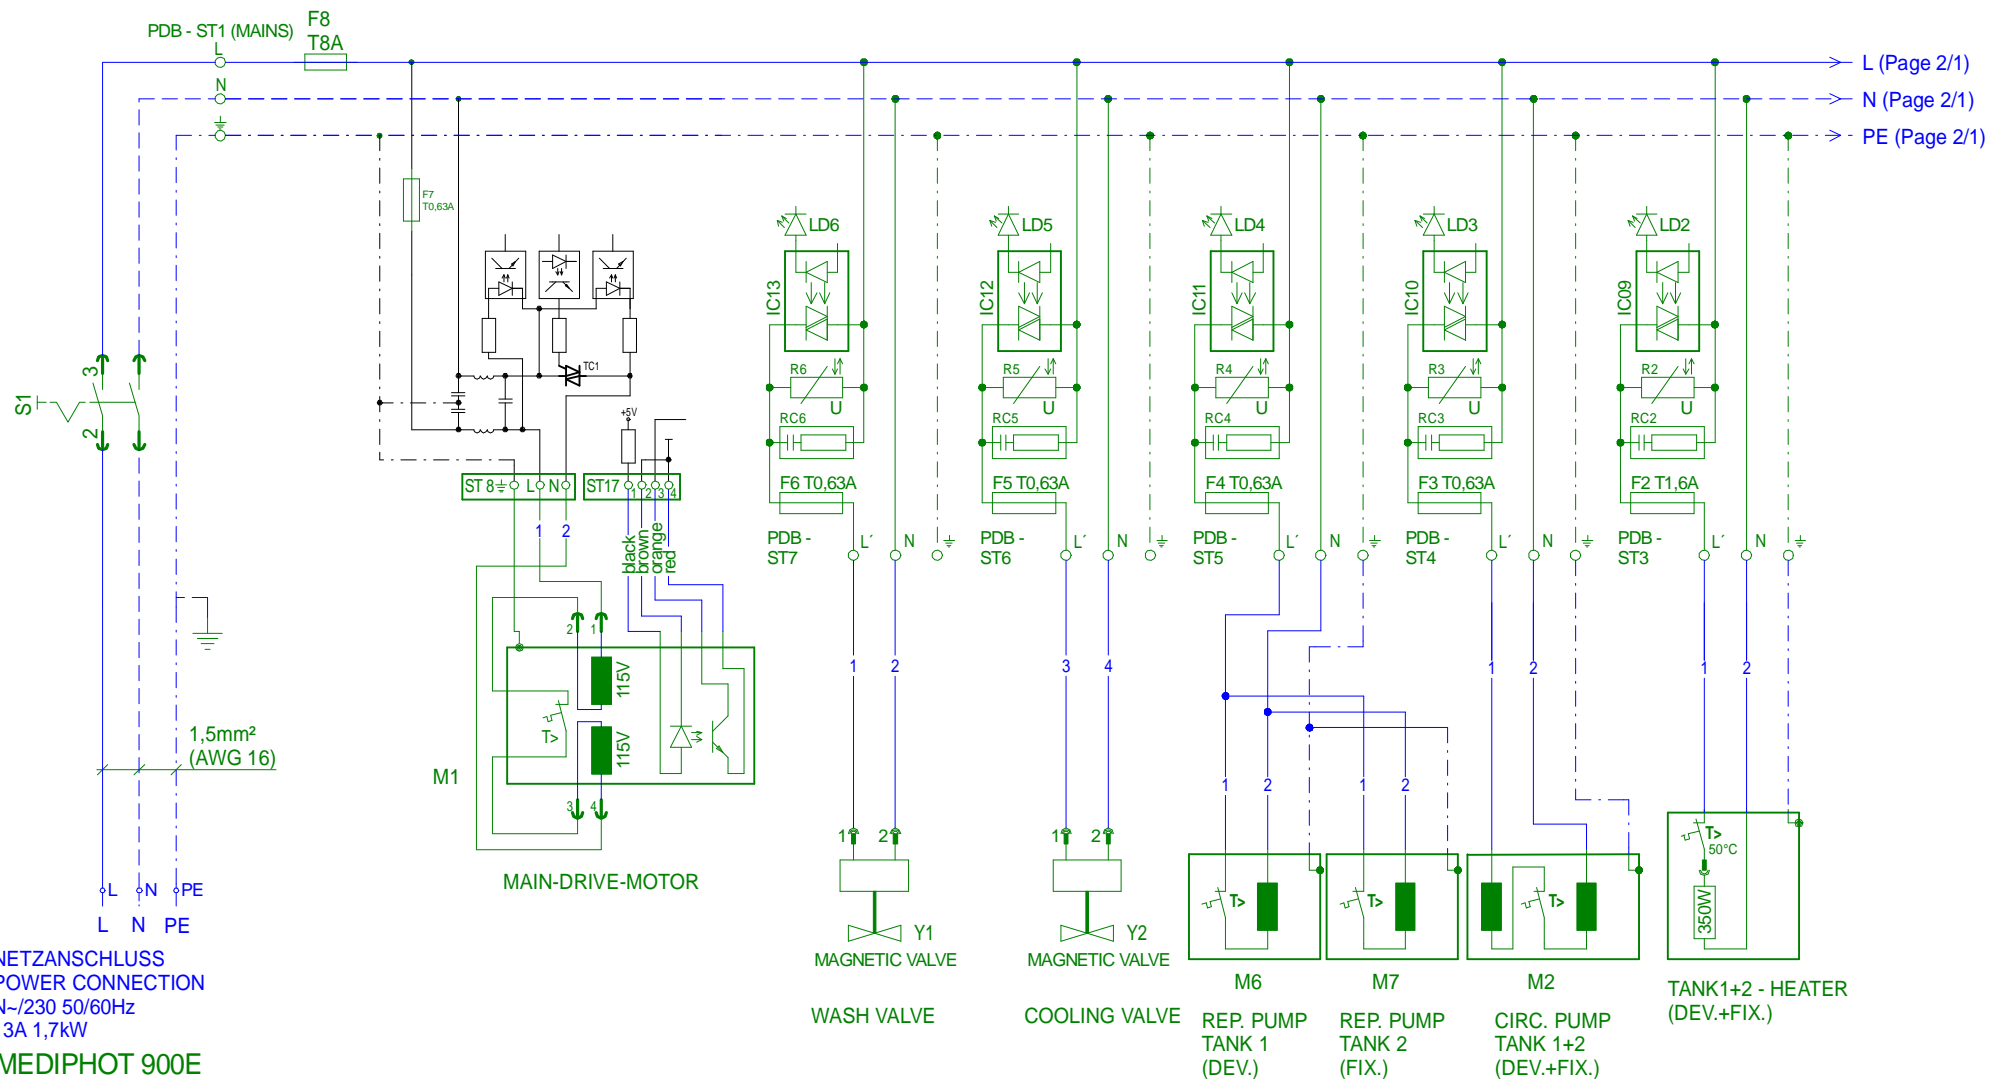 PDB - ST1 (MAINS)
F8
T8A
L
N
L (Page 2/1)
N (Page 2/1)
PE (Page 2/1)
F7
T0,63A
LD6
LD5
LD4
LD3
LD2
IC13
IC12
IC11
IC10
IC09
TC1
R6
R5
R4
R3
R2
U
U
U
U
U
S1
3
2
+5V
RC6
RC5
RC4
RC3
RC2
ST 8
L
N
ST17
1
2
3
4
F6 T0,63A
F5 T0,63A
F4 T0,63A
F3 T0,63A
F2 T1,6A
1
2
black
brown
orange
red
PDB -
ST7
L´
N
PDB -
ST6
L´
N
PDB -
ST5
L´
N
PDB -
ST4
L´
N
PDB -
ST3
L´
N
2
1
115V
115V
T>
3
4
M1
MAIN-DRIVE-MOTOR
1
2
3
4
1
2
1
2
1
2
1
2
1,5mm²
(AWG 16)
1
2
1
2
T>
T>
T>
T>
50°C
350W
L
N
PE
L
N
PE
Y1
MAGNETIC VALVE
WASH VALVE
Y2
MAGNETIC VALVE
COOLING VALVE
M6
REP. PUMP
TANK 1
(DEV.)
M7
REP. PUMP
TANK 2
(FIX.)
M2
CIRC. PUMP
TANK 1+2
(DEV.+FIX.)
TANK1+2 - HEATER
(DEV.+FIX.)
NETZANSCHLUSS
POWER CONNECTION
N~/230 50/60Hz
13A 1,7kW
MEDIPHOT 900E